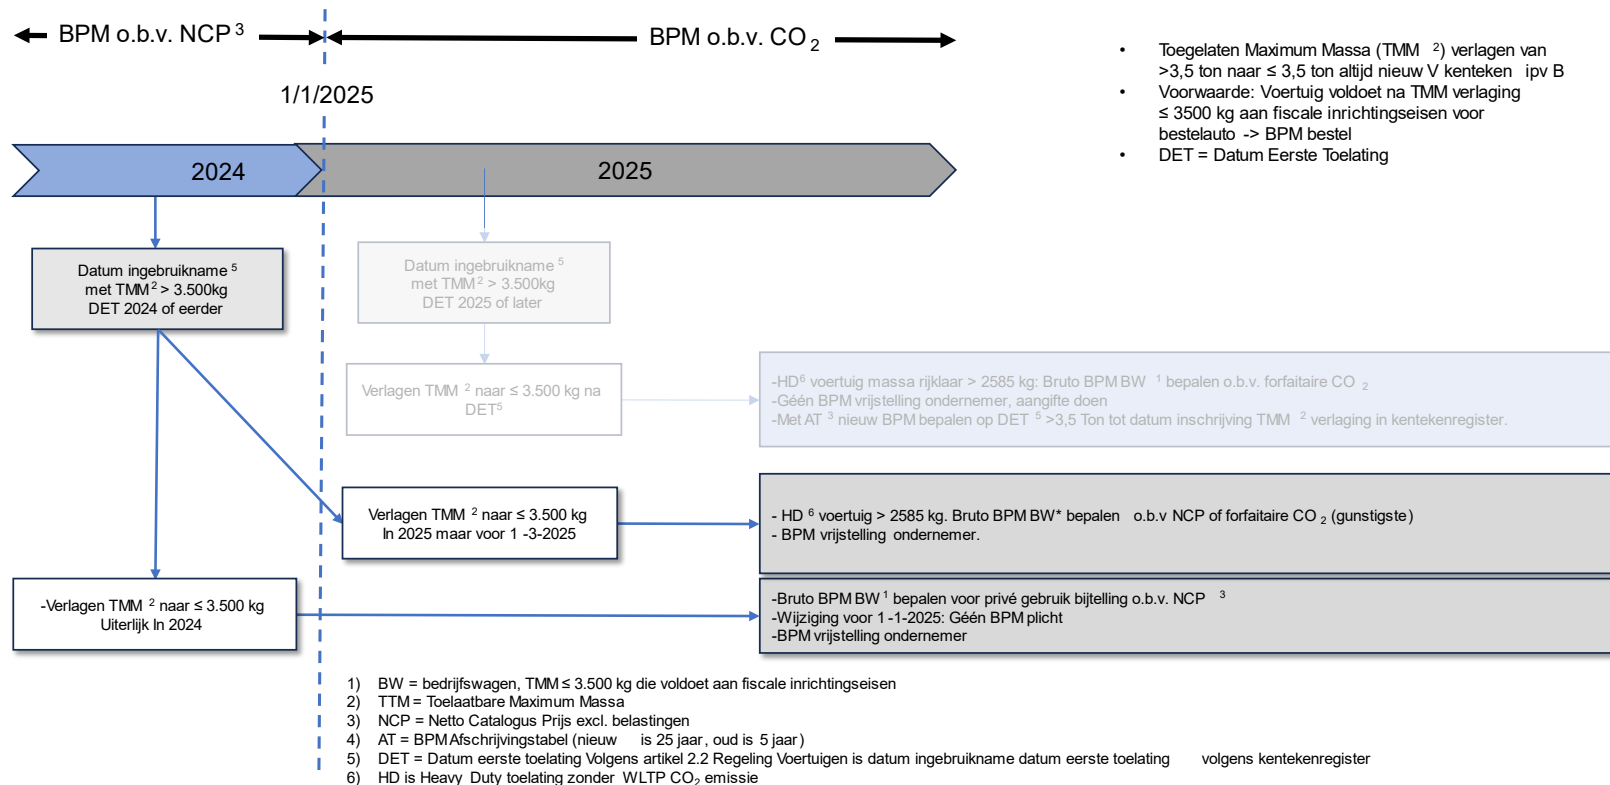 BPM o.b.v. NCP 3
BPM o.b.v. CO 2
1/1/2025
2024
2025
• Toegelaten Maximum Massa (TMM 2) verlagen van
>3,5 ton naar ≤ 3,5 ton altijd nieuw V kenteken ipv B
• Voorwaarde: Voertuig voldoet na TMM verlaging
≤ 3500 kg aan fiscale inrichtingseisen voor
bestelauto -> BPM bestel
• DET = Datum Eerste Toelating
Datum ingebruikname 5
met TMM 2 > 3.500kg
DET 2024 of eerder
Datum ingebruikname 5
met TMM 2 > 3.500kg
DET 2025 of later
Verlagen TMM 2 naar ≤ 3.500 kg na
DET5
-HD6 voertuig massa rijklaar > 2585 kg: Bruto BPM BW 1 bepalen o.b.v. forfaitaire CO 2
-Géén BPM vrijstelling ondernemer, aangifte doen
-Met AT 3 nieuw BPM bepalen op DET 5 >3,5 Ton tot datum inschrijving TMM 2 verlaging in kentekenregister.
Verlagen TMM 2 naar ≤ 3.500 kg
In 2025 maar voor 1 -3-2025
- HD 6 voertuig > 2585 kg. Bruto BPM BW* bepalen o.b.v NCP of forfaitaire CO 2 (gunstigste)
- BPM vrijstelling ondernemer.
-Verlagen TMM 2 naar ≤ 3.500 kg
Uiterlijk In 2024
-Bruto BPM BW 1 bepalen voor privé gebruik bijtelling o.b.v. NCP 3
-Wijziging voor 1 -1-2025: Géén BPM plicht
-BPM vrijstelling ondernemer
1) BW = bedrijfswagen, TMM ≤ 3.500 kg die voldoet aan fiscale inrichtingseisen
2) TTM = Toelaatbare Maximum Massa
3) NCP = Netto Catalogus Prijs excl. belastingen
4) AT = BPM Afschrijvingstabel (nieuw is 25 jaar, oud is 5 jaar)
5) DET = Datum eerste toelating Volgens artikel 2.2 Regeling Voertuigen is datum ingebruikname datum eerste toelating volgens kentekenregister
6) HD is Heavy Duty toelating zonder WLTP CO2 emissie